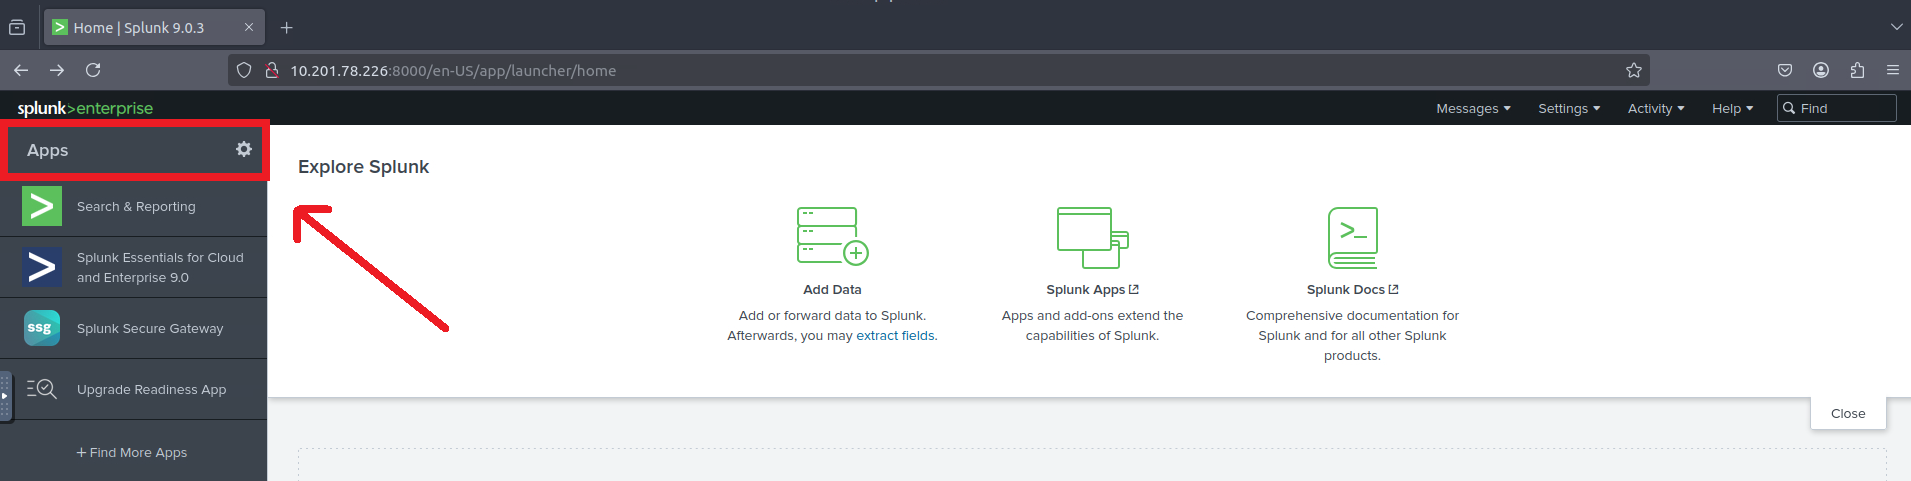 Home | Splunk 9.0.3
10.201.78.226:8000/en-US/app/launcher/home
splunk>enterprise
Messages Settings Activity Help Find
Apps
Search & Reporting
Splunk Essentials for Cloud
and Enterprise 9.0
ssg Splunk Secure Gateway
Upgrade Readiness App
+ Find More Apps
Explore Splunk
Add Data
Add or forward data to Splunk.
Afterwards, you may extract fields.
Splunk Apps
Apps and add-ons extend the
capabilities of Splunk.
Splunk Docs
Comprehensive documentation for
Splunk and for all other Splunk
products.
Close